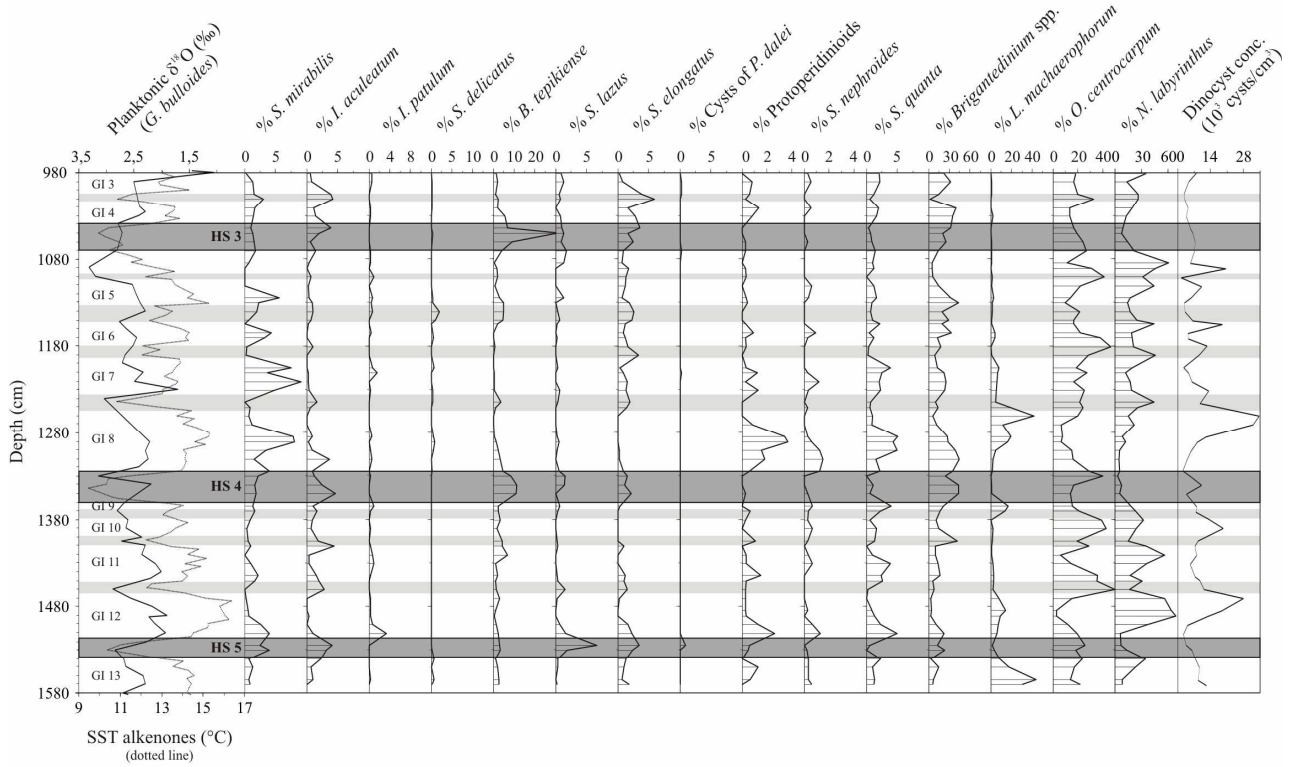 Planktonic δ¹⁸O (‰)
(G. bulloides)
% S. mirabilis
% I. aculeatum
% I. patulum
% S. delicatus
% B. tepikiense
% S. lazus
% S. elongatus
% Cysts of P. dalei
% Protoperidinioids
% S. nephroides
% S. quanta
% Brigantedinium spp.
% L. machaerophorum
% O. centrocarpum
% N. labyrinthus
Dinocyst conc.
(10³ cysts/cm³)
3,5 2,5 1,5 0 5 0 5 0 4 8 0 5 10 0 10 20 0 5 0 5 0 5 0 2 4 0 2 4 0 5 0 30 60 0 20 40 0 20 40 0 30 60 0 14 28
Depth (cm)
980
GI 3
GI 4
HS 3
1080
GI 5
GI 6
1180
GI 7
1280
GI 8
HS 4
GI 9
1380
GI 10
GI 11
1480
GI 12
HS 5
GI 13
1580
9 11 13 15 17
SST alkenones (°C)
(dotted line)